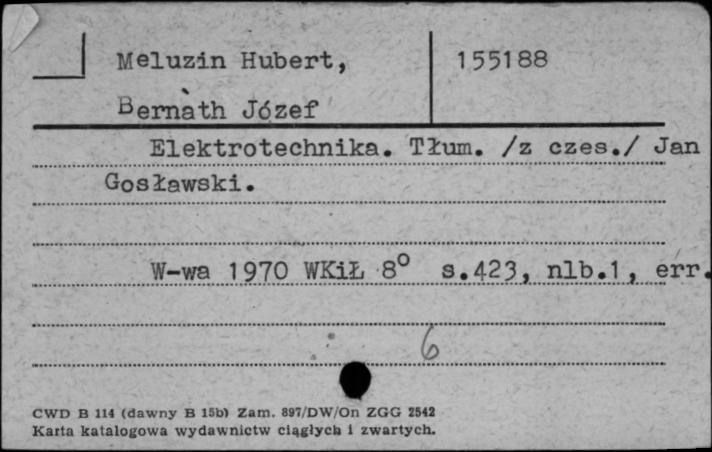 Meluzin Hubert, 155188
Bernàth Józef
Elektrotechnika. Tłum. /z czes./ Jan
Gosławski.
W-wa 1970 WKiŁ 8° s.423, nlb.1, err.
6
CWD B 114 (dawny B 15b) Zam. 897/DW/On ZGG 2542
Karta katalogowa wydawnictw ciągłych i zwartych.